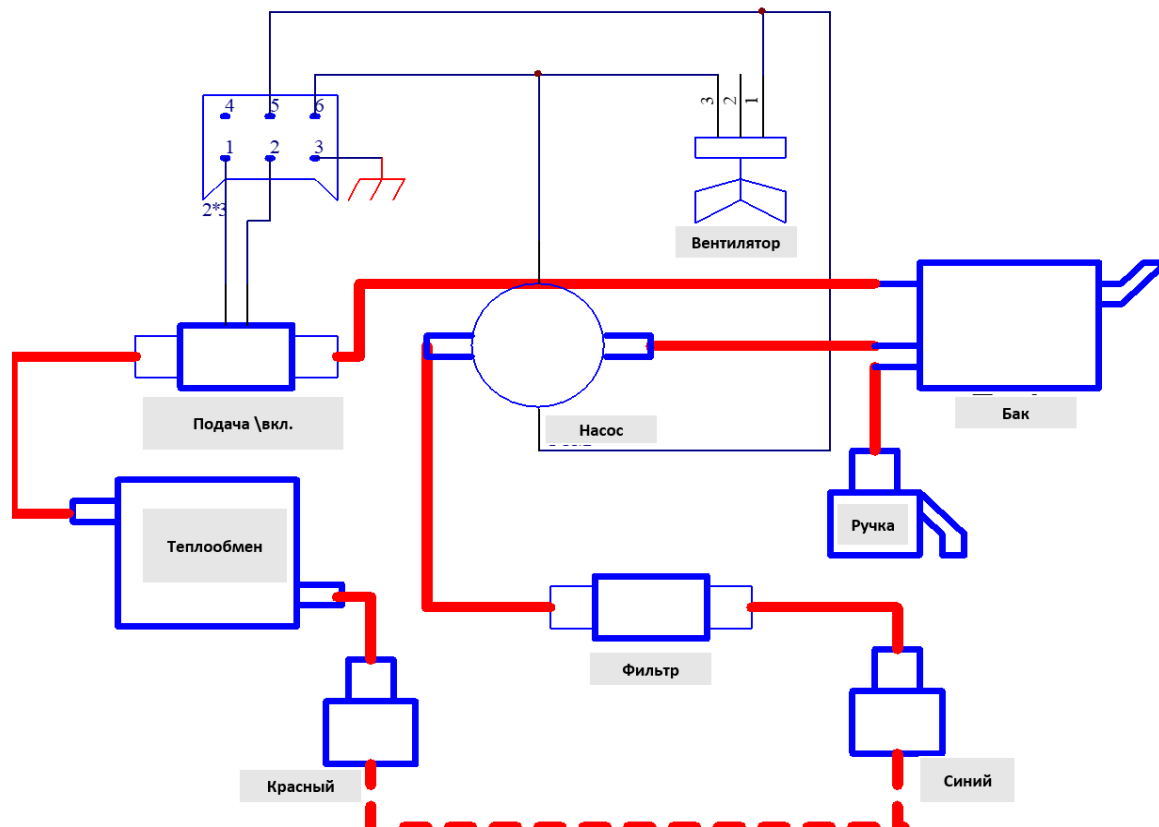 4 5 6
3 2 1
1 2 3
2*3
Вентилятор
Подача \вкл.
Насос
Бак
Ручка
Теплообмен
Фильтр
Красный
Синий